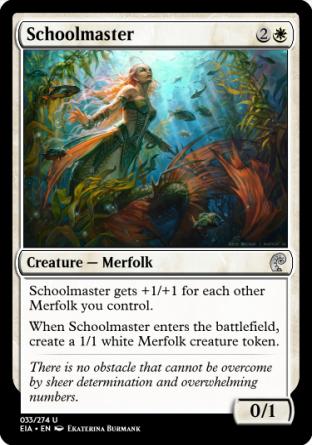 Schoolmaster 2
Creature — Merfolk
Schoolmaster gets +1/+1 for each other
Merfolk you control.
When Schoolmaster enters the battlefield,
create a 1/1 white Merfolk creature token.
There is no obstacle that cannot be overcome
by sheer determination and overwhelming
numbers.
0/1
033/274 U
EIA • EN Ekaterina Burmank